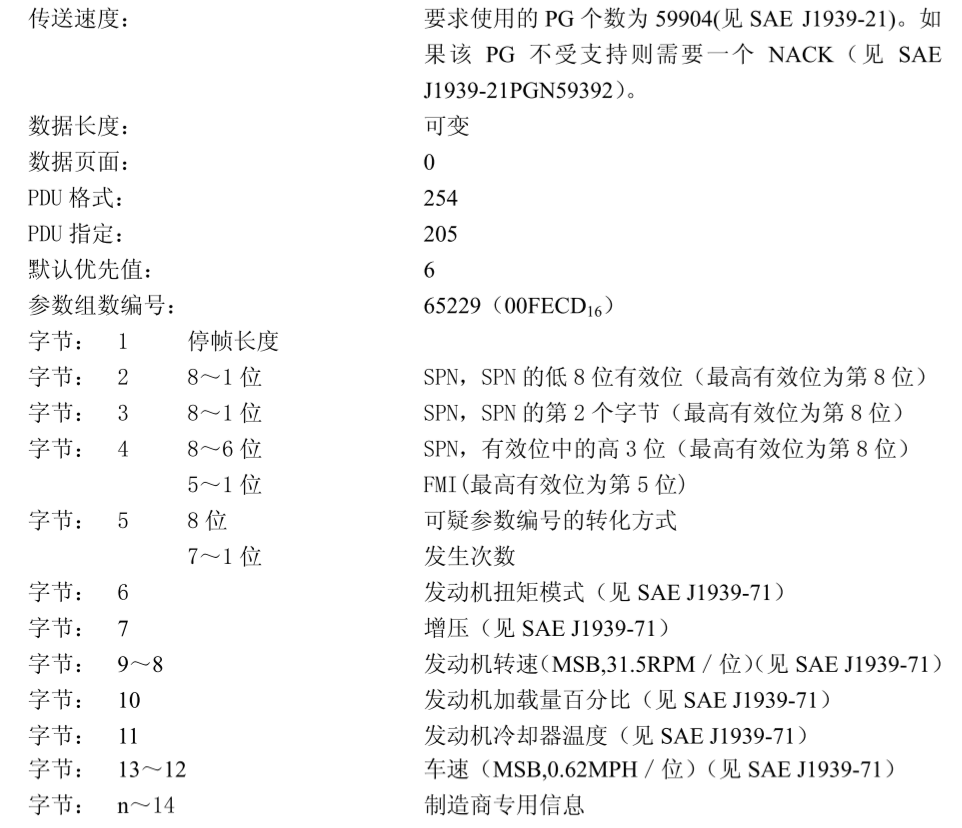 传送速度： 要求使用的 PG 个数为 59904(见 SAE J1939-21)。如
果该 PG 不受支持则需要一个 NACK（见 SAE
J1939-21PGN59392）。
数据长度： 可变
数据页面： 0
PDU 格式： 254
PDU 指定： 205
默认优先值： 6
参数组数编号： 65229（00FECD₁₆）
字节： 1 停帧长度
字节： 2 8～1 位 SPN，SPN 的低 8 位有效位（最高有效位为第 8 位）
字节： 3 8～1 位 SPN，SPN 的第 2 个字节（最高有效位为第 8 位）
字节： 4 8～6 位 SPN，有效位中的高 3 位（最高有效位为第 8 位）
5～1 位 FMI(最高有效位为第 5 位)
字节： 5 8 位 可疑参数编号的转化方式
7～1 位 发生次数
字节： 6 发动机扭矩模式（见 SAE J1939-71）
字节： 7 增压（见 SAE J1939-71）
字节： 9～8 发动机转速(MSB,31.5RPM／位)(见 SAE J1939-71）
字节： 10 发动机加载量百分比（见 SAE J1939-71）
字节： 11 发动机冷却器温度（见 SAE J1939-71）
字节： 13～12 车速（MSB,0.62MPH／位）（见 SAE J1939-71）
字节： n～14 制造商专用信息